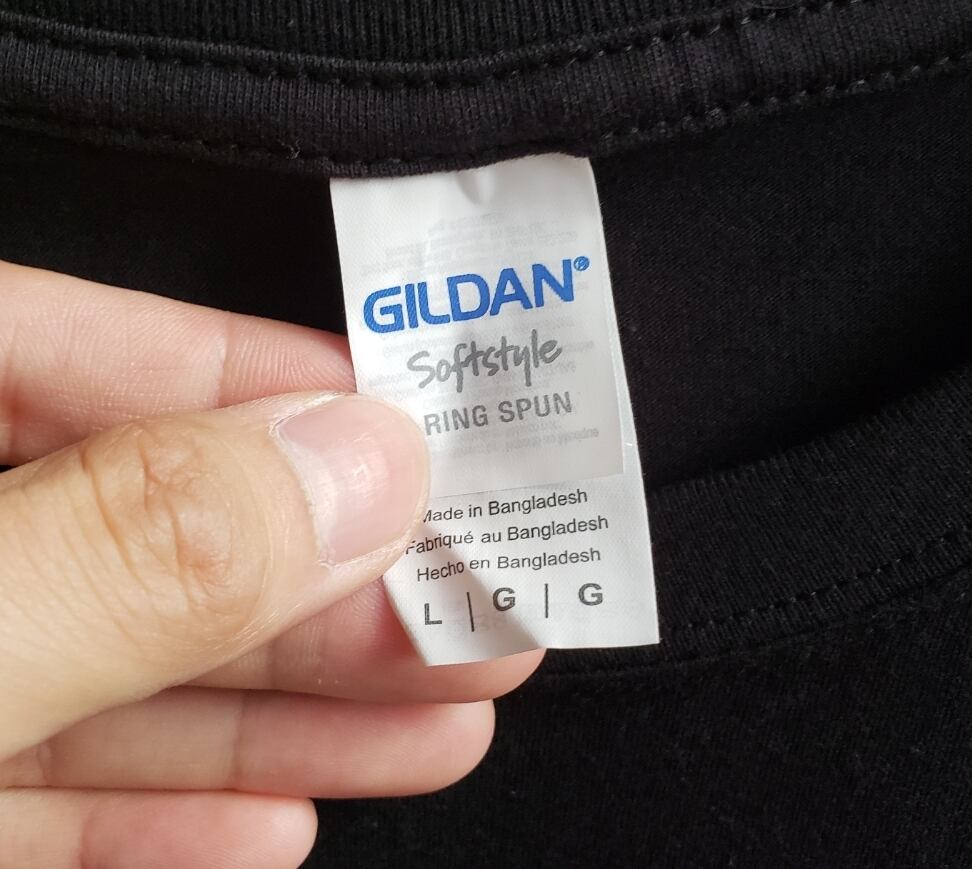 GILDAN®
Softstyle
RING SPUN
Made in Bangladesh
Fabriqué au Bangladesh
Hecho en Bangladesh
L | G | G